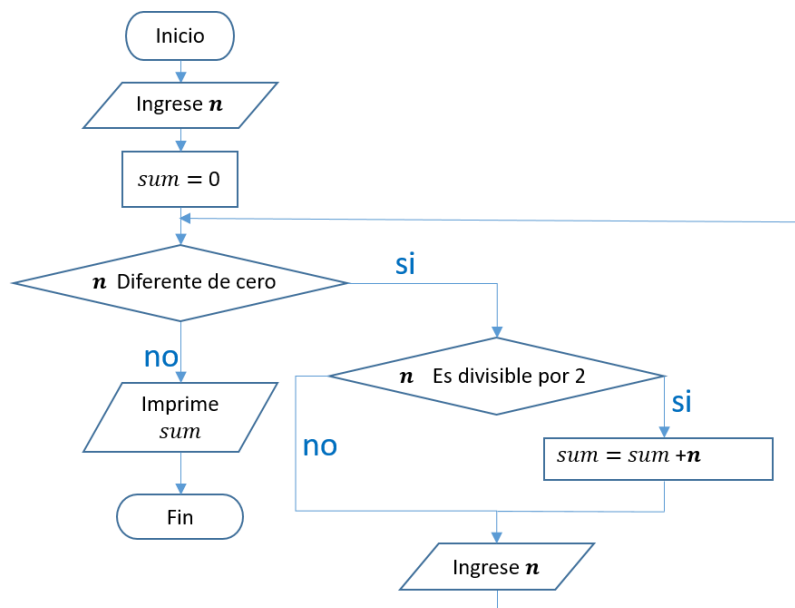 Inicio
Ingrese n
sum = 0
n Diferente de cero
si
no
n Es divisible por 2
si
no
Imprime
sum
sum = sum +n
Fin
Ingrese n